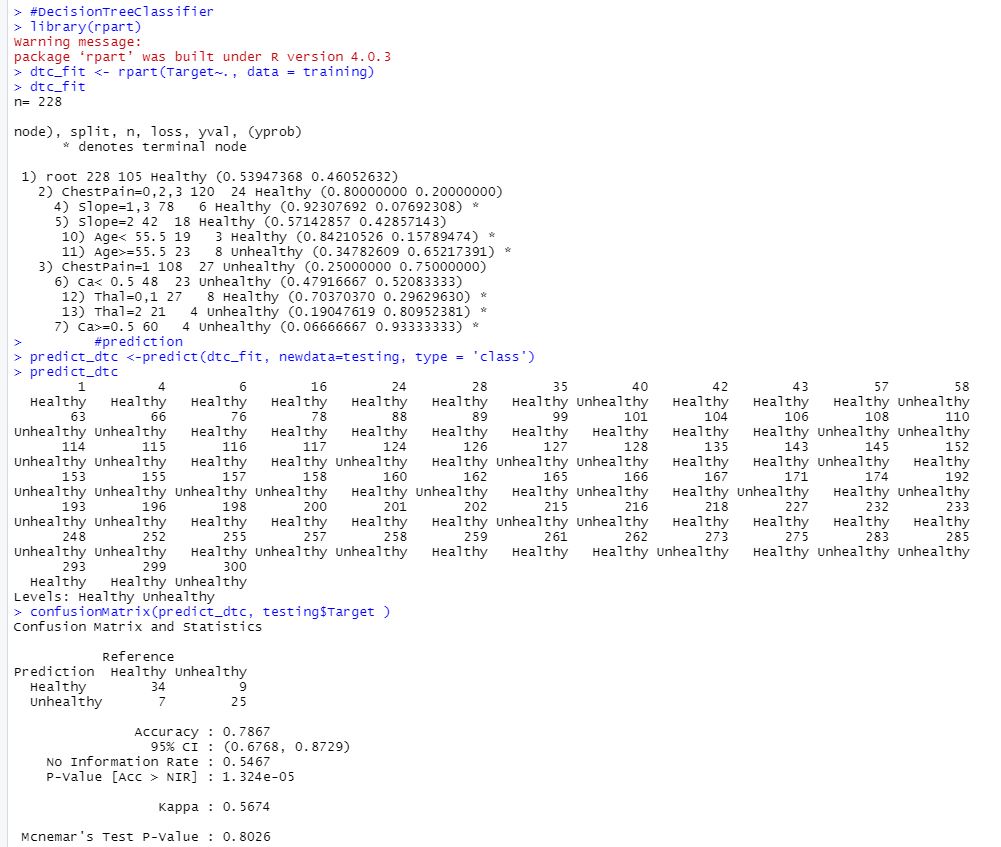 > #DecisionTreeClassifier
> library(rpart)
Warning message:
package ‘rpart’ was built under R version 4.0.3
> dtc_fit <- rpart(Target~., data = training)
> dtc_fit
n= 228

node), split, n, loss, yval, (yprob)
      * denotes terminal node

 1) root 228 105 Healthy (0.53947368 0.46052632)
   2) ChestPain=0,2,3 120  24 Healthy (0.80000000 0.20000000)
     4) Slope=1,3 78   6 Healthy (0.92307692 0.07692308) *
     5) Slope=2 42  18 Healthy (0.57142857 0.42857143)
      10) Age< 55.5 19   3 Healthy (0.84210526 0.15789474) *
      11) Age>=55.5 23   8 Unhealthy (0.34782609 0.65217391) *
   3) ChestPain=1 108  27 Unhealthy (0.25000000 0.75000000)
     6) Ca< 0.5 48  23 Unhealthy (0.47916667 0.52083333)
      12) Thal=0,1 27   8 Healthy (0.70370370 0.29629630) *
      13) Thal=2 21   4 Unhealthy (0.19047619 0.80952381) *
     7) Ca>=0.5 60   4 Unhealthy (0.06666667 0.93333333) *
>         #prediction
> predict_dtc <-predict(dtc_fit, newdata=testing, type = 'class')
> predict_dtc
        1         4         6        16        24        28        35        40        42        43        57        58
  Healthy   Healthy   Healthy   Healthy   Healthy   Healthy   Healthy Unhealthy   Healthy   Healthy   Healthy Unhealthy
       63        66        76        78        88        89        99       101       104       106       108       110
Unhealthy Unhealthy   Healthy   Healthy   Healthy   Healthy   Healthy   Healthy   Healthy   Healthy Unhealthy Unhealthy
      114       115       116       117       124       126       127       128       135       143       145       152
Unhealthy Unhealthy   Healthy   Healthy Unhealthy   Healthy Unhealthy Unhealthy   Healthy   Healthy Unhealthy   Healthy
      153       155       157       158       160       162       165       166       167       171       174       192
Unhealthy Unhealthy Unhealthy Unhealthy   Healthy Unhealthy   Healthy Unhealthy   Healthy Unhealthy   Healthy Unhealthy
      193       196       198       200       201       202       215       216       218       227       232       233
Unhealthy Unhealthy   Healthy   Healthy   Healthy   Healthy Unhealthy Unhealthy   Healthy   Healthy   Healthy   Healthy
      248       252       255       257       258       259       261       262       273       275       283       285
Unhealthy Unhealthy   Healthy Unhealthy Unhealthy   Healthy   Healthy   Healthy Unhealthy   Healthy Unhealthy Unhealthy
      293       299       300
  Healthy   Healthy Unhealthy
Levels: Healthy Unhealthy
> confusionMatrix(predict_dtc, testing$Target )
Confusion Matrix and Statistics

           Reference
Prediction  Healthy Unhealthy
  Healthy        34         9
  Unhealthy       7        25

               Accuracy : 0.7867
                 95% CI : (0.6768, 0.8729)
    No Information Rate : 0.5467
    P-Value [Acc > NIR] : 1.324e-05

                  Kappa : 0.5674

 Mcnemar's Test P-Value : 0.8026